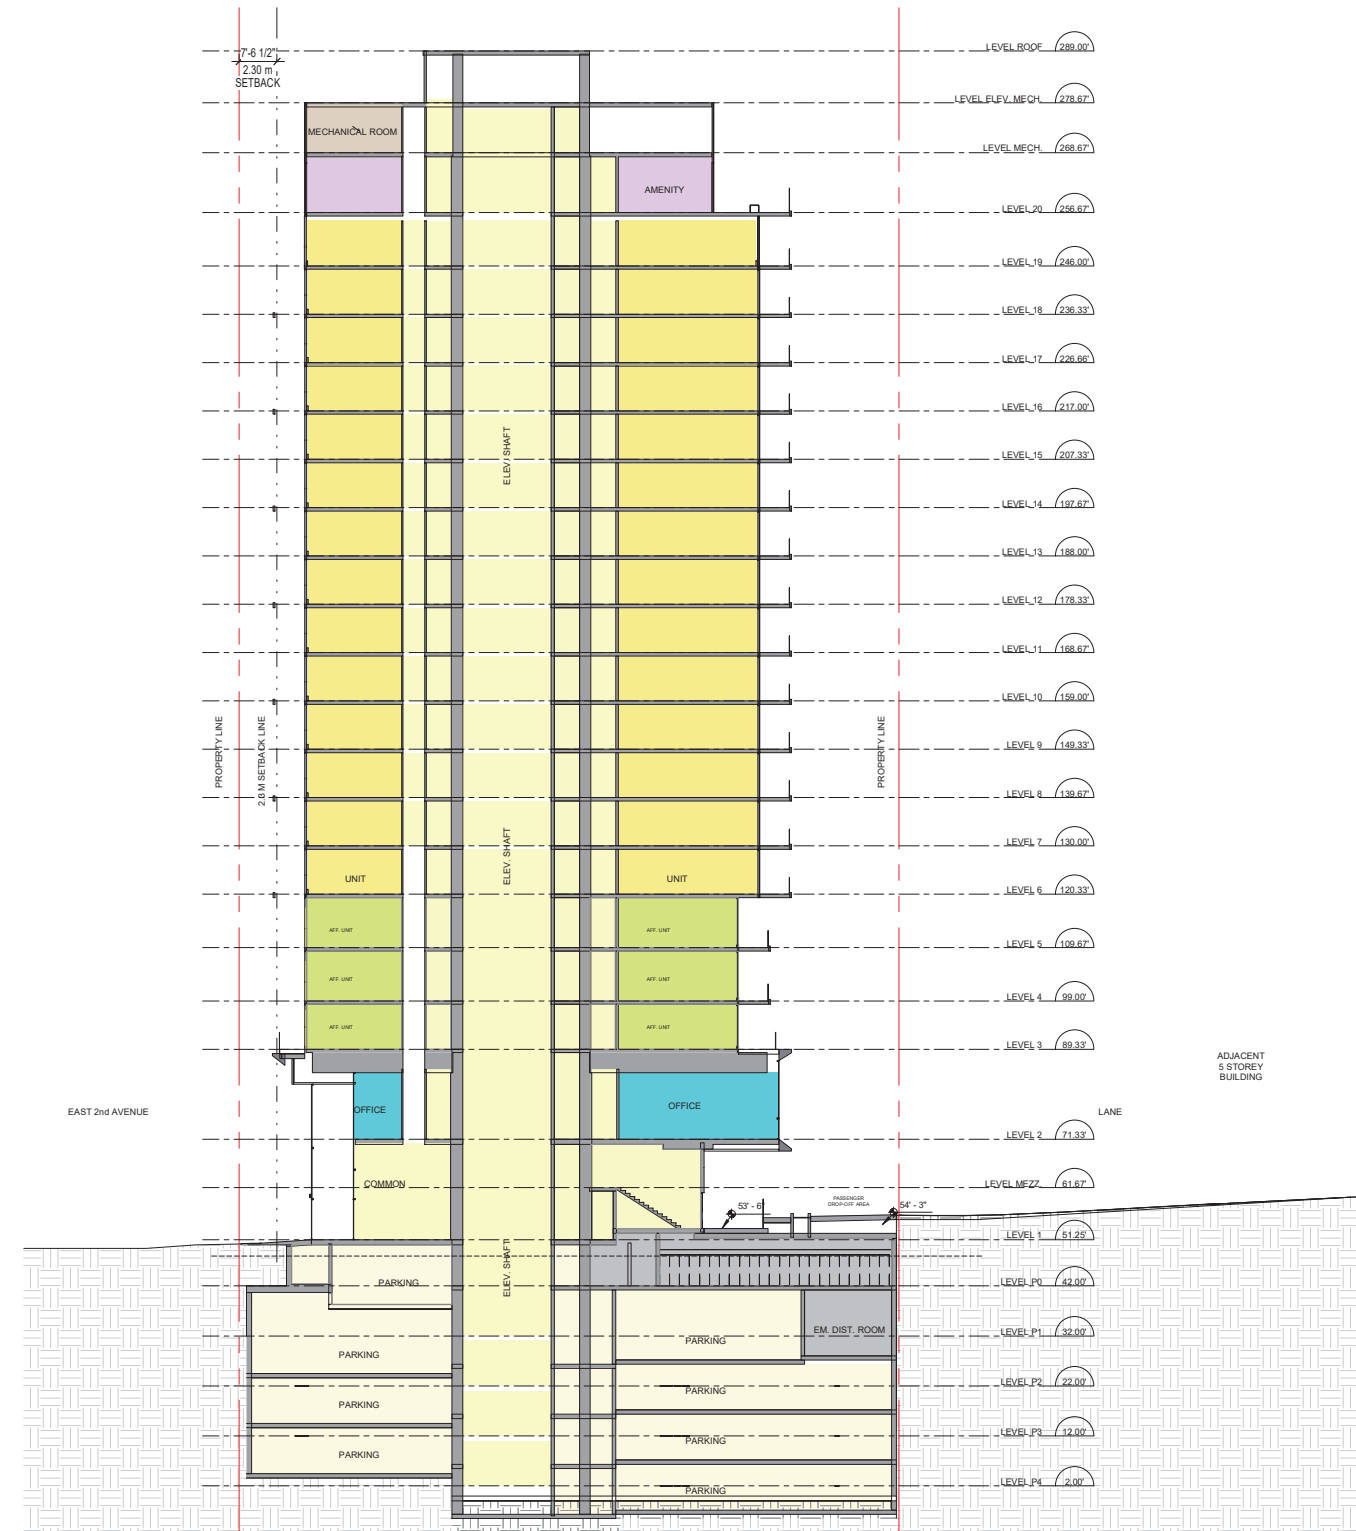 LEVEL ROOF 289.00'
7'-6 1/2"
2.30 m
SETBACK
LEVEL ELEV. MECH. 278.67'
MECHANICAL ROOM
LEVEL MECH. 268.67'
AMENITY
LEVEL 20 256.67'
LEVEL 19 246.00'
LEVEL 18 236.33'
LEVEL 17 226.66'
LEVEL 16 217.00'
ELEV. SHAFT
LEVEL 15 207.33'
LEVEL 14 197.67'
LEVEL 13 188.00'
LEVEL 12 178.33'
LEVEL 11 168.67'
LEVEL 10 159.00'
PROPERTY LINE
2.3 M SETBACK LINE
PROPERTY LINE
LEVEL 9 149.33'
LEVEL 8 139.67'
LEVEL 7 130.00'
ELEV. SHAFT
UNIT UNIT
LEVEL 6 120.33'
AFF. UNIT AFF. UNIT
LEVEL 5 109.67'
AFF. UNIT AFF. UNIT
LEVEL 4 99.00'
AFF. UNIT AFF. UNIT
LEVEL 3 89.33'
ADJACENT
5 STOREY
BUILDING
EAST 2nd AVENUE
OFFICE OFFICE
LANE
LEVEL 2 71.33'
COMMON
LEVEL MEZZ. 61.67'
PASSENGER
DROP-OFF AREA
53' - 6"
54' - 3"
LEVEL 1 51.25'
ELEV. SHAFT
PARKING
LEVEL P0 42.00'
EM. DIST. ROOM
LEVEL P1 32.00'
PARKING PARKING
LEVEL P2 22.00'
PARKING PARKING
LEVEL P3 12.00'
PARKING PARKING
LEVEL P4 2.00'
PARKING